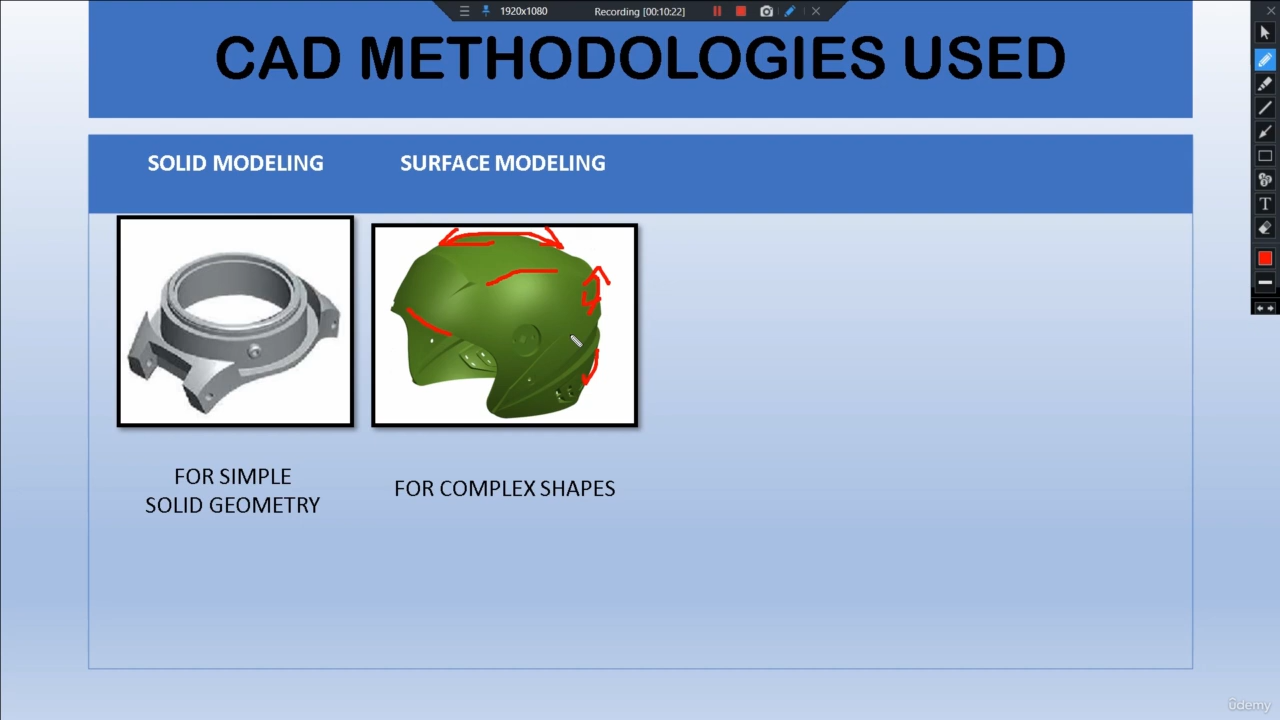 1920x1080
Recording [00:10:22]
CAD METHODOLOGIES USED
SOLID MODELING
SURFACE MODELING
FOR SIMPLE
SOLID GEOMETRY
FOR COMPLEX SHAPES
T
ûdemy